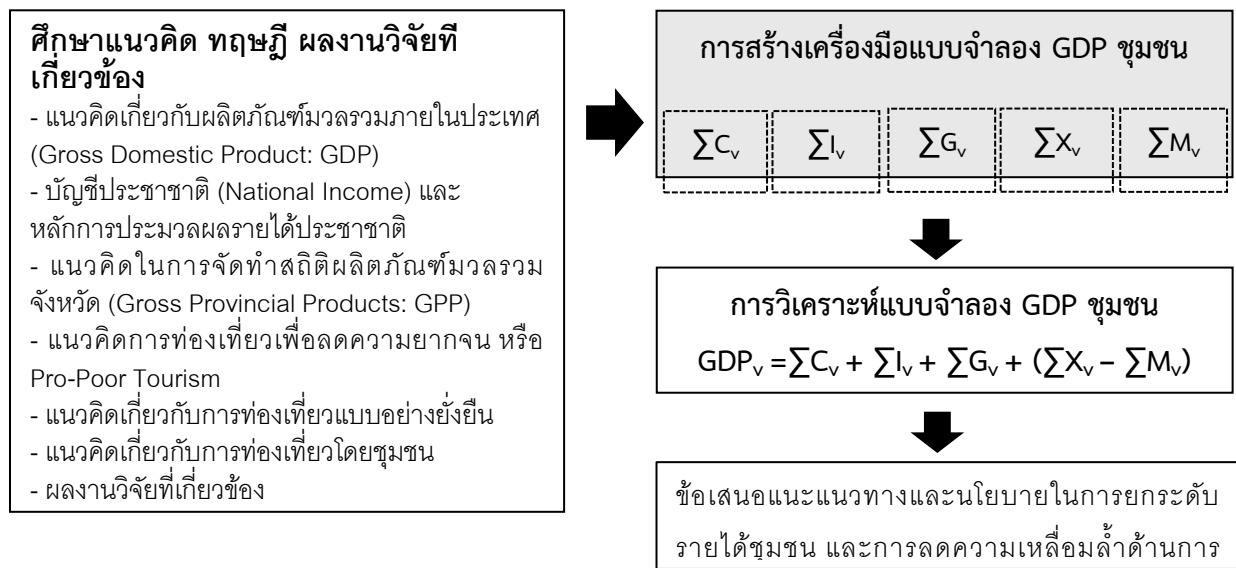 ศึกษาแนวคิด ทฤษฎี ผลงานวิจัยที่
เกี่ยวข้อง
- แนวคิดเกี่ยวกับผลิตภัณฑ์มวลรวมภายในประเทศ
(Gross Domestic Product: GDP)
- บัญชีประชาชาติ (National Income) และ
หลักการประมวลผลรายได้ประชาชาติ
- แนวคิดในการจัดทำสถิติผลิตภัณฑ์มวลรวม
จังหวัด (Gross Provincial Products: GPP)
- แนวคิดการท่องเที่ยวเพื่อลดความยากจน หรือ
Pro-Poor Tourism
- แนวคิดเกี่ยวกับการท่องเที่ยวแบบอย่างยั่งยืน
- แนวคิดเกี่ยวกับการท่องเที่ยวโดยชุมชน
- ผลงานวิจัยที่เกี่ยวข้อง
การสร้างเครื่องมือแบบจำลอง GDP ชุมชน
∑Cᵥ ∑Iᵥ ∑Gᵥ ∑Xᵥ ∑Mᵥ
การวิเคราะห์แบบจำลอง GDP ชุมชน
GDPᵥ =∑Cᵥ + ∑Iᵥ + ∑Gᵥ + (∑Xᵥ – ∑Mᵥ)
ข้อเสนอแนะแนวทางและนโยบายในการยกระดับ
รายได้ชุมชน และการลดความเหลื่อมล้ำด้านการ